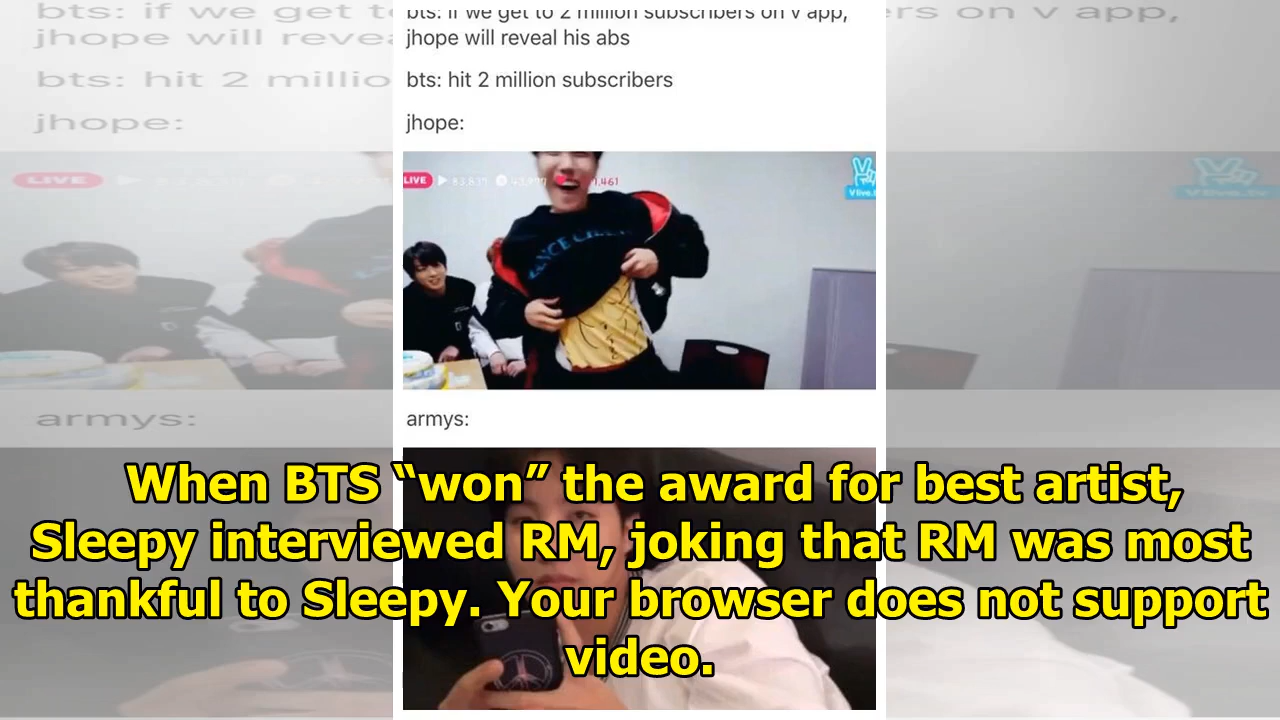 bts: if we get to 2 million subscribers on v app,
jhope will reveal his abs
bts: hit 2 million subscribers
jhope:
LIVE
Vlive.
armys:
When BTS “won” the award for best artist,
Sleepy interviewed RM, joking that RM was most
thankful to Sleepy. Your browser does not support
video.